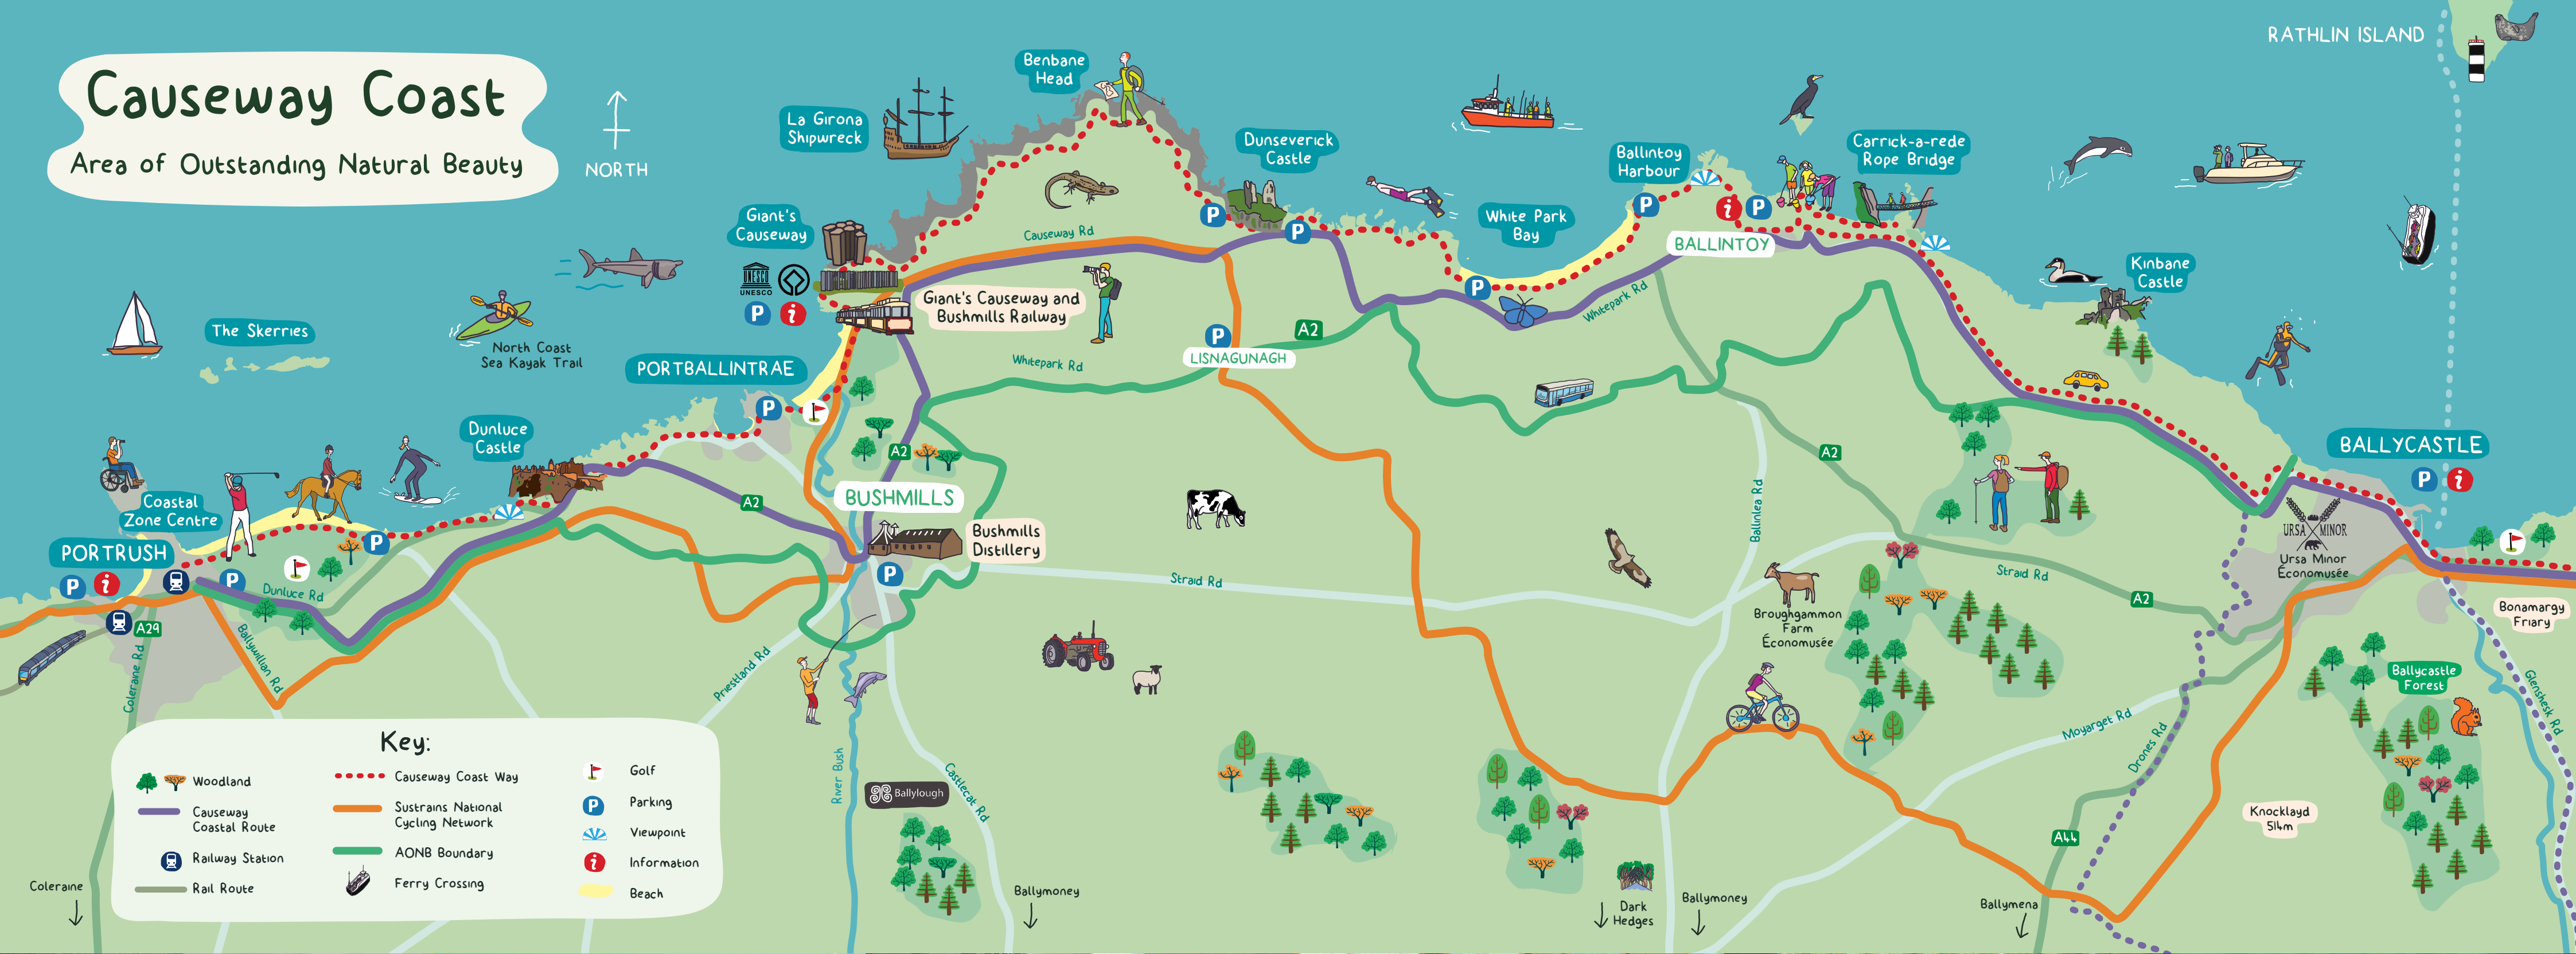 Causeway Coast
Area of Outstanding Natural Beauty
NORTH
RATHLIN ISLAND
Benbane
Head
La Girona
Shipwreck
Dunseverick
Castle
Ballintoy
Harbour
Carrick-a-rede
Rope Bridge
Giant's
Causeway
UNESCO
P
i
White Park
Bay
P
P
P
P
i
P
BALLINTOY
Kinbane
Castle
Causeway Rd
Giant's Causeway and
Bushmills Railway
Whitepark Rd
The Skerries
North Coast
Sea Kayak Trail
PORTBALLINTRAE
P
P
A2
LISNAGUNAGH
Whitepark Rd
Dunluce
Castle
A2
A2
BALLYCASTLE
P
i
Coastal
Zone Centre
A2
BUSHMILLS
Ballinlea Rd
URSA MINOR
Ursa Minor
Économusée
PORTRUSH
P
i
P
P
Bushmills
Distillery
P
Dunluce Rd
Straid Rd
Straid Rd
A2
Bonamargy
Friary
A29
Coleraine Rd
Ballywillan Rd
Priestland Rd
Broughgammon
Farm
Économusée
Ballycastle
Forest
Glenshesk Rd
Moyarget Rd
Drones Rd
River Bush
Ballylough
Castlecat Rd
Knocklayd
514m
A44
Key:
Woodland
Causeway
Coastal Route
Railway Station
Rail Route
Causeway Coast Way
Sustrains National
Cycling Network
AONB Boundary
Ferry Crossing
Golf
P
Parking
Viewpoint
i
Information
Beach
Coleraine
Ballymoney
Dark
Hedges
Ballymoney
Ballymena